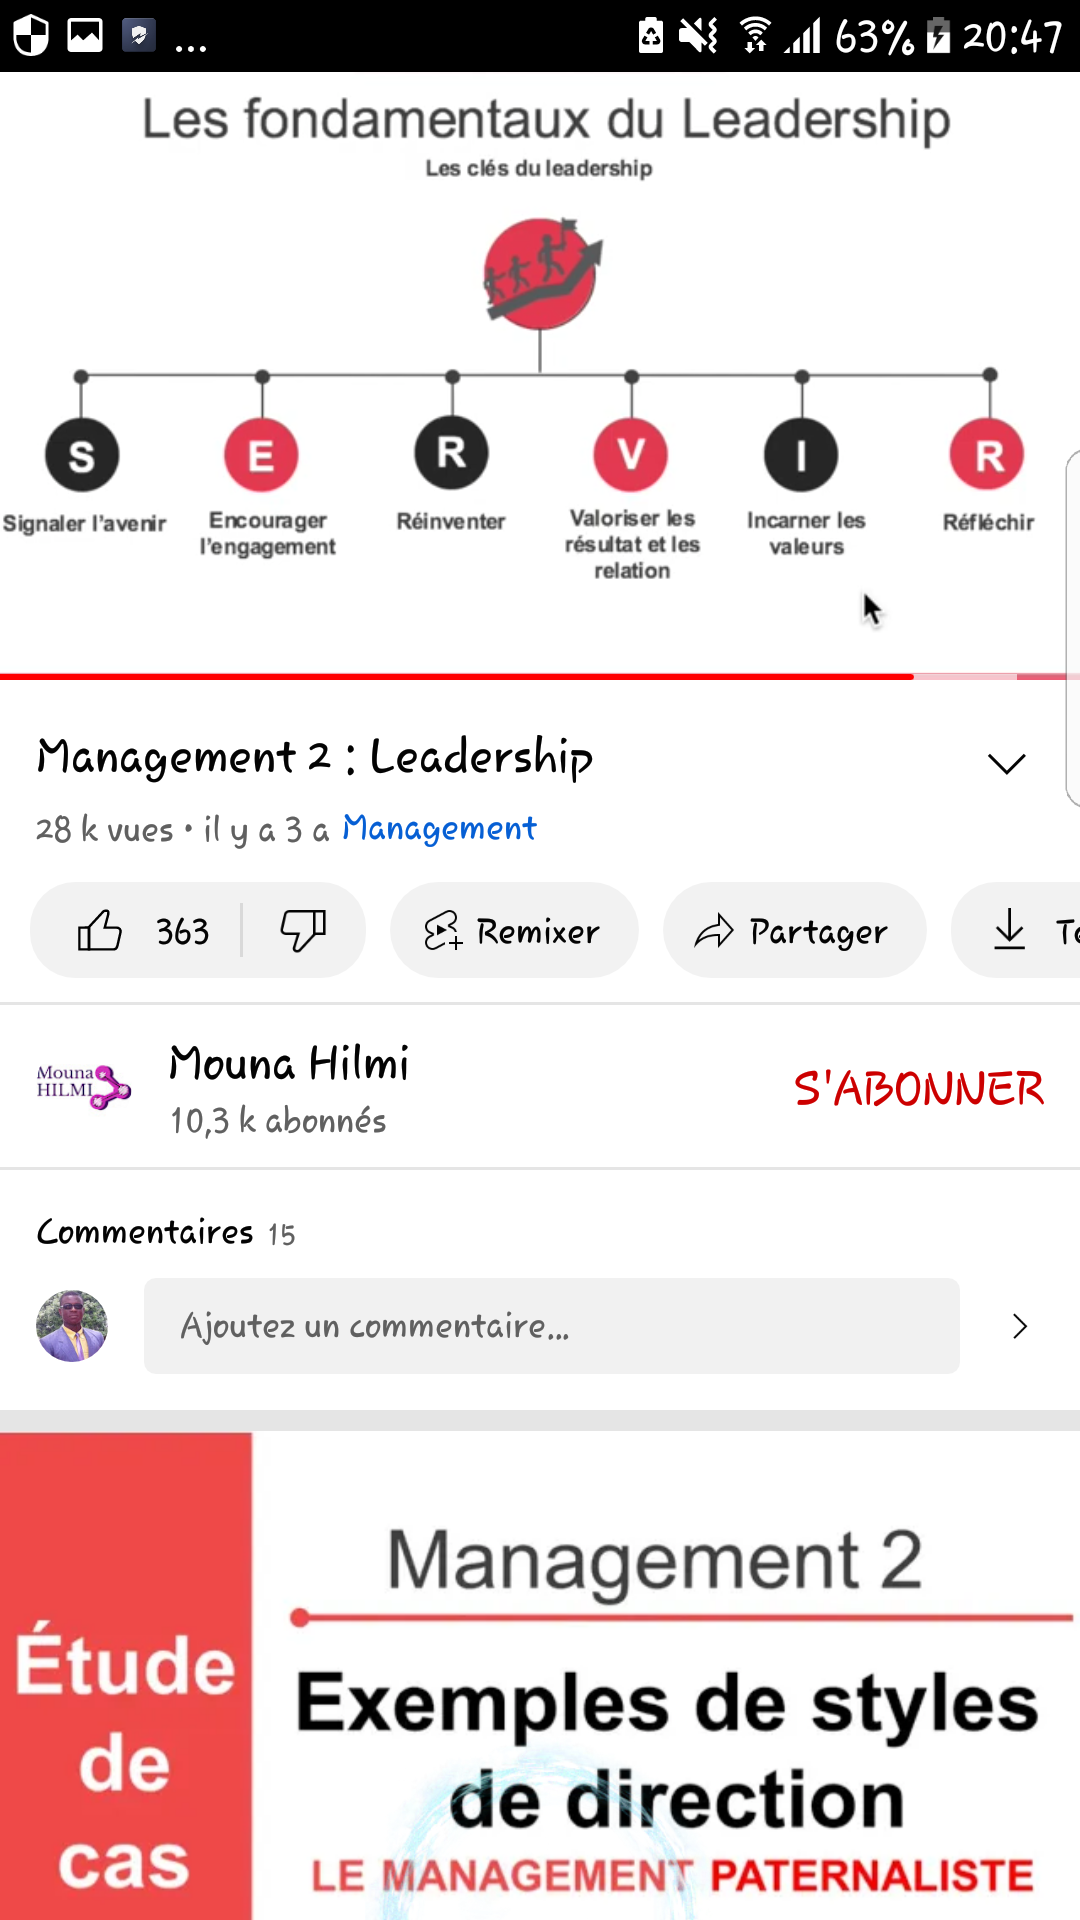 ... 63% 20:47
Les fondamentaux du Leadership
Les clés du leadership
S E R V I R
Signaler l'avenir
Encourager
l'engagement
Réinventer
Valoriser les
résultat et les
relation
Incarner les
valeurs
Réfléchir
Management 2 : Leadership
28 k vues • il y a 3 a Management
363 Remixer Partager
Mouna
HILMI
Mouna Hilmi
10,3 k abonnés
S'ABONNER
Commentaires 15
Ajoutez un commentaire...
Étude
de
cas
Management 2
Exemples de styles
de direction
LE MANAGEMENT PATERNALISTE